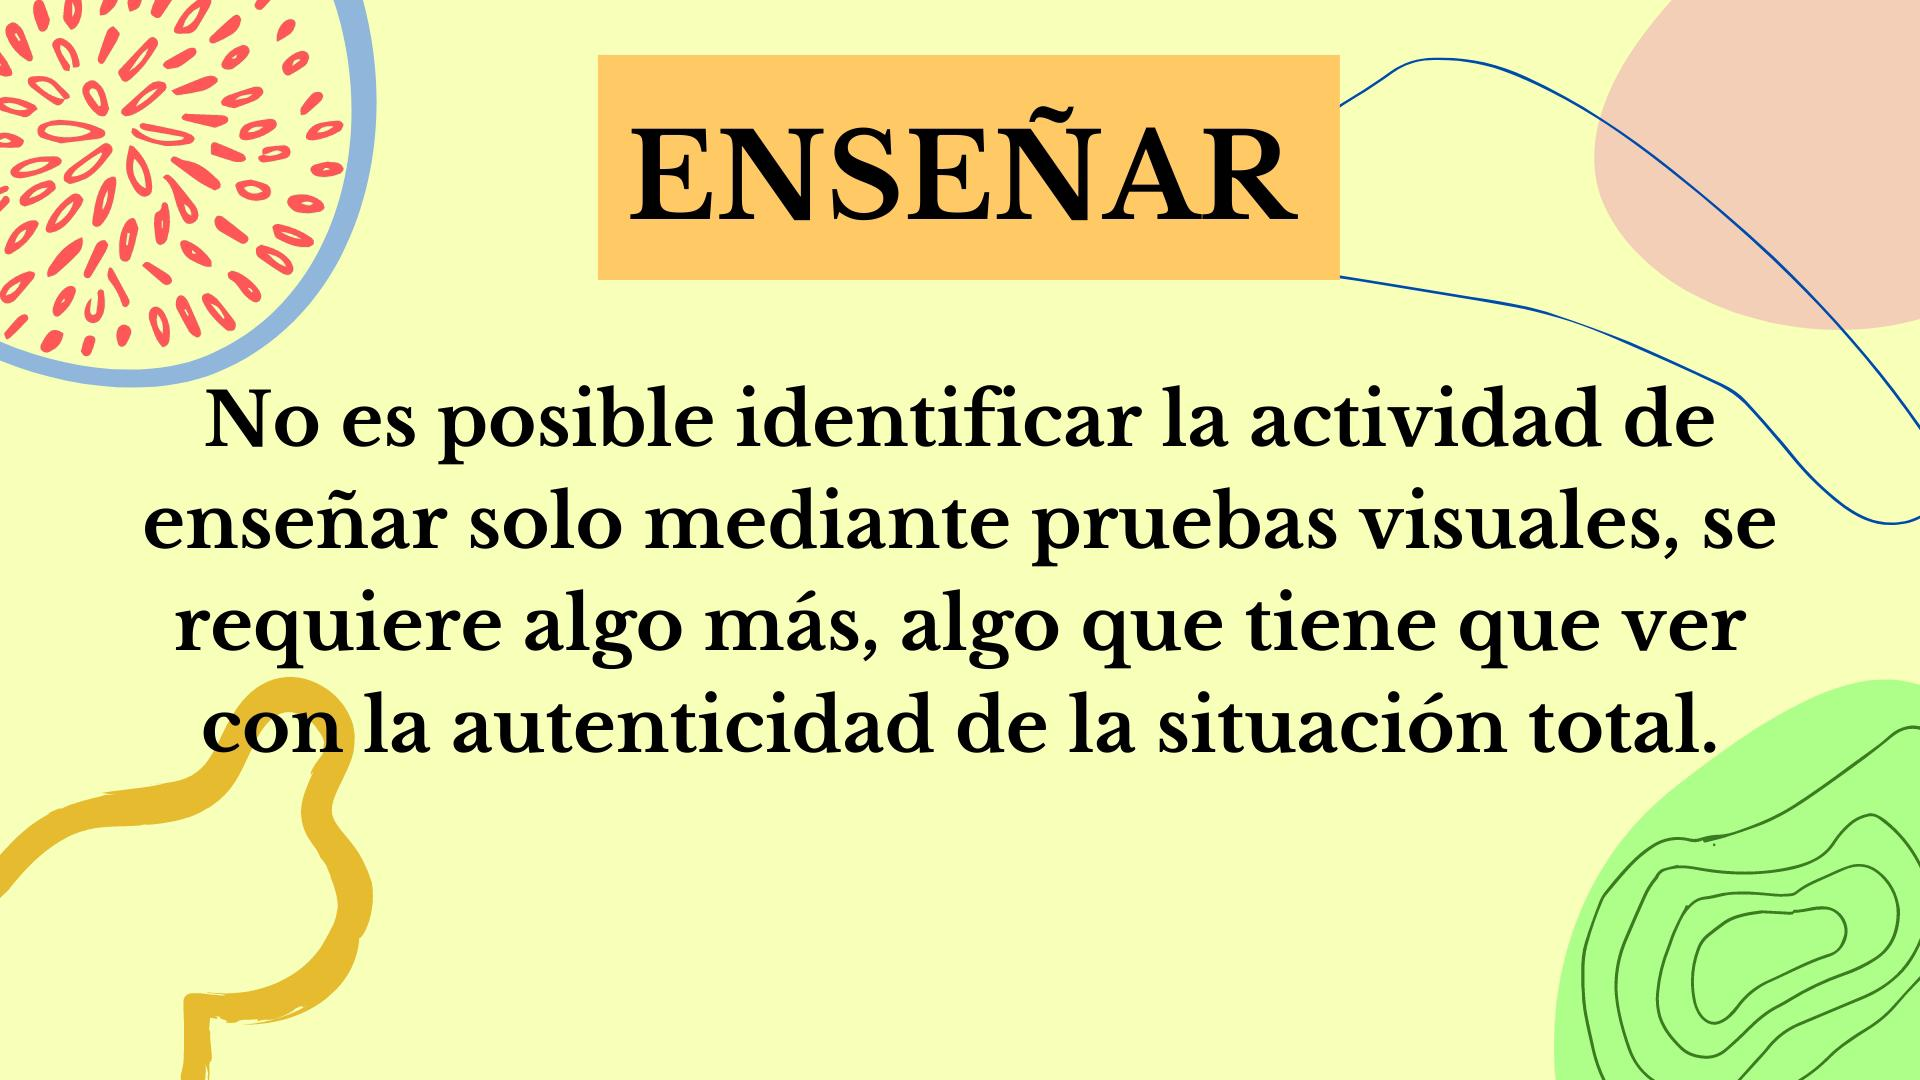 ENSEÑAR
No es posible identificar la actividad de
enseñar solo mediante pruebas visuales, se
requiere algo más, algo que tiene que ver
con la autenticidad de la situación total.